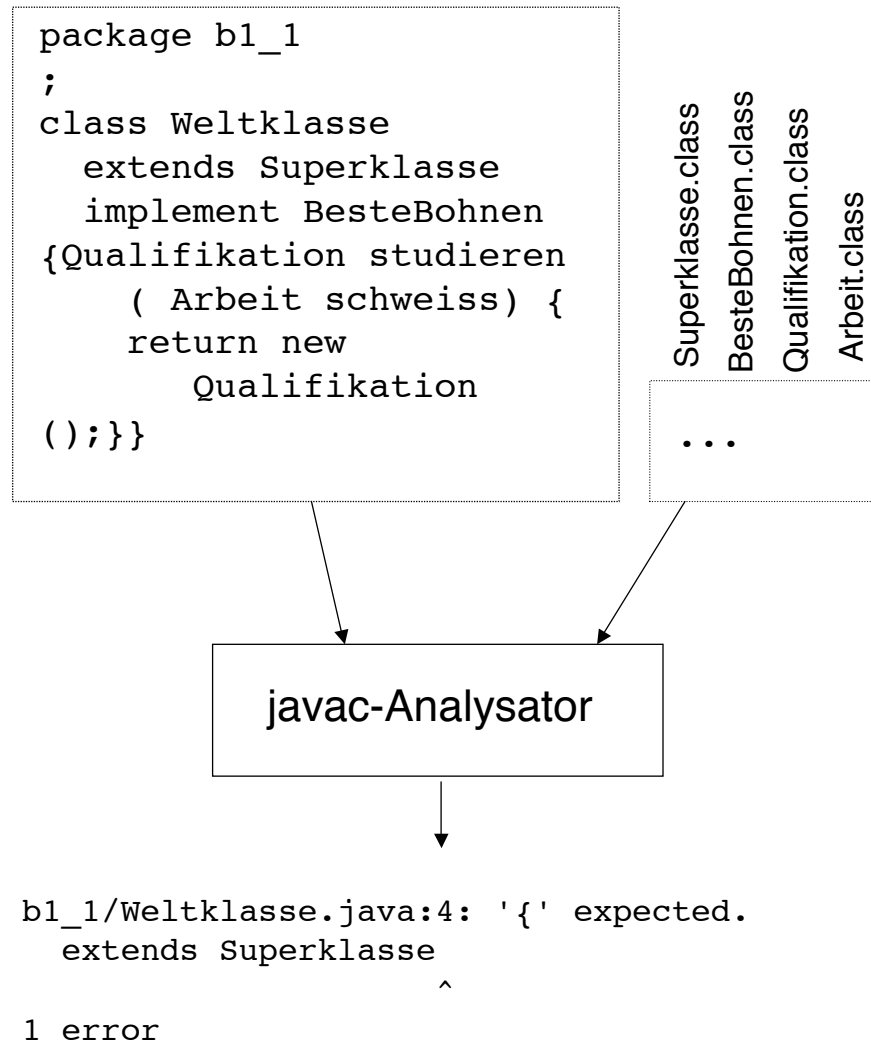 package b1_1
;
class Weltklasse
  extends Superklasse
  implement BesteBohnen
{Qualifikation studieren
    ( Arbeit schweiss) {
    return new
       Qualifikation
();}}
Superklasse.class
BesteBohnen.class
Qualifikation.class
Arbeit.class
...
javac-Analysator
b1_1/Weltklasse.java:4: '{' expected.
  extends Superklasse
                     ^
1 error